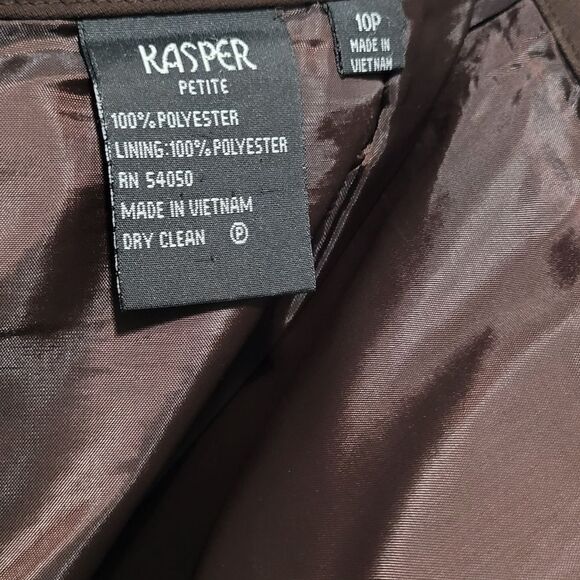 KASPER
PETITE
100% POLYESTER
LINING:100% POLYESTER
RN 54050
MADE IN VIETNAM
DRY CLEAN Ⓟ
10P
MADE IN
VIETNAM